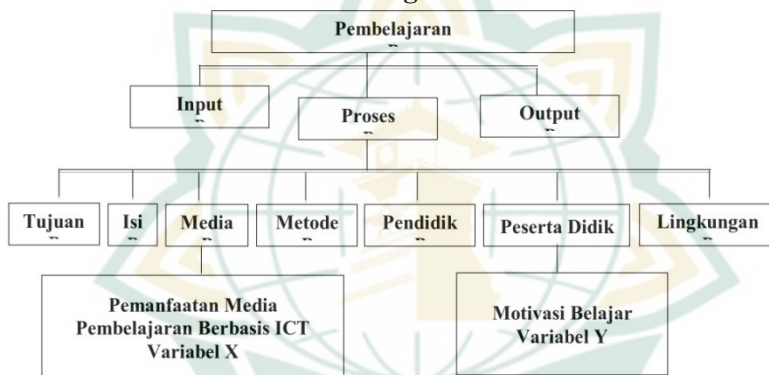 Pembelajaran
Input
Proses
Output
Tujuan
Isi
Media
Metode
Pendidik
Peserta Didik
Lingkungan
Pemanfaatan Media
Pembelajaran Berbasis ICT
Variabel X
Motivasi Belajar
Variabel Y